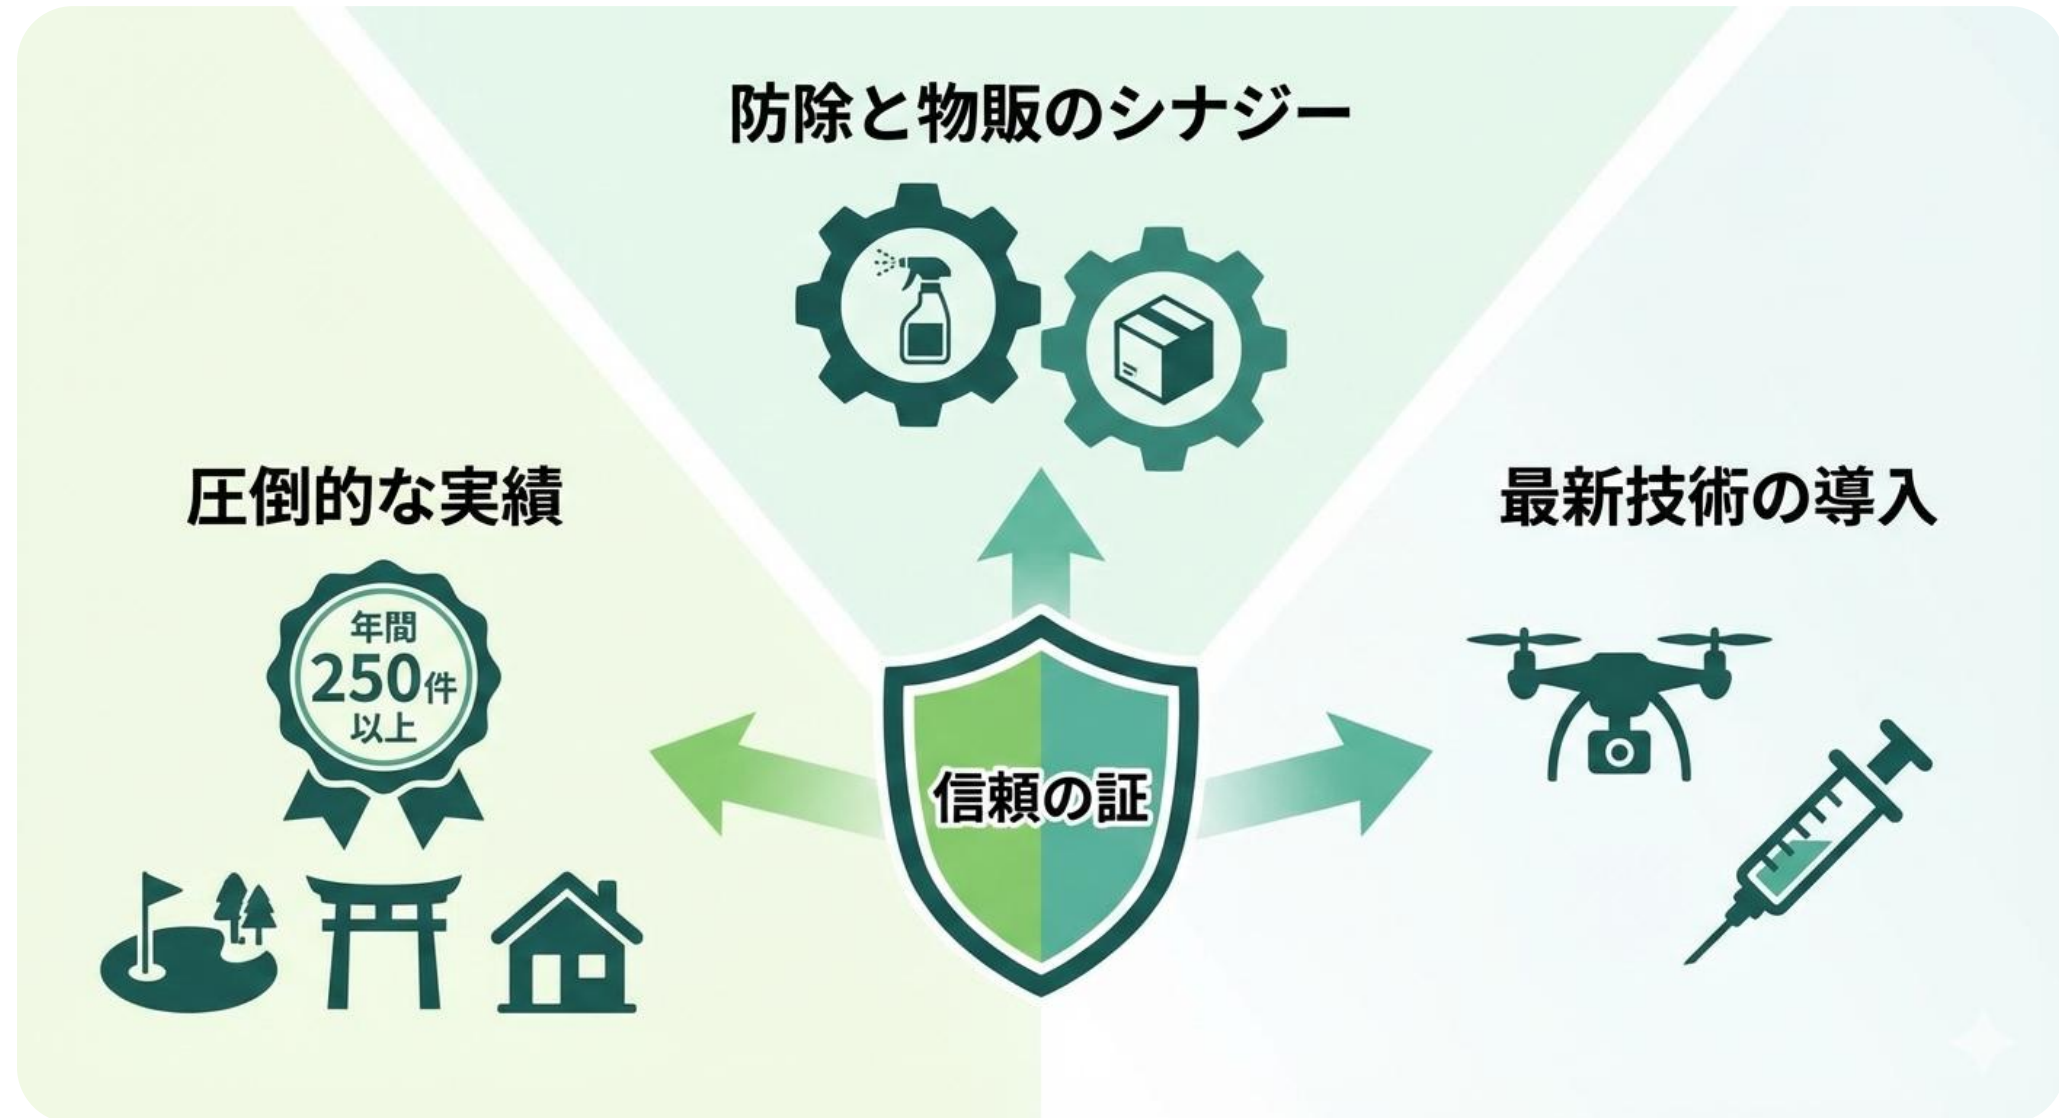 防除と物販のシナジー
圧倒的な実績
年間
250件
以上
最新技術の導入
信頼の証